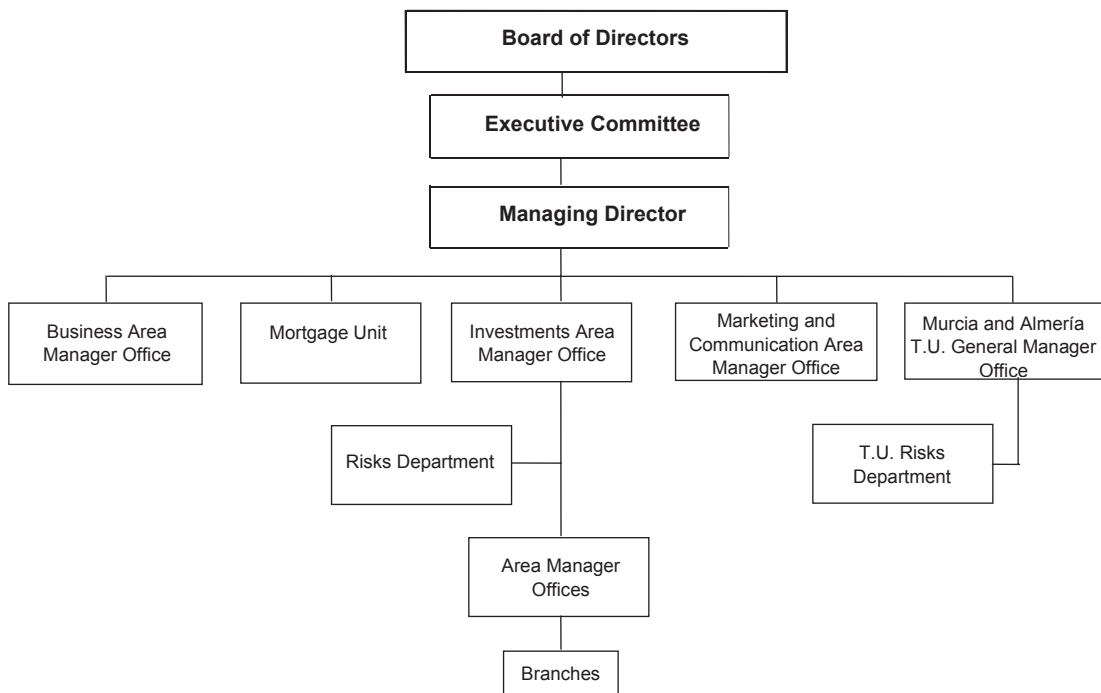 Board of Directors
Executive Committee
Managing Director
Business Area
Manager Office
Mortgage Unit
Investments Area
Manager Office
Marketing and
Communication Area
Manager Office
Murcia and Almería
T.U. General Manager
Office
Risks Department
T.U. Risks
Department
Area Manager
Offices
Branches